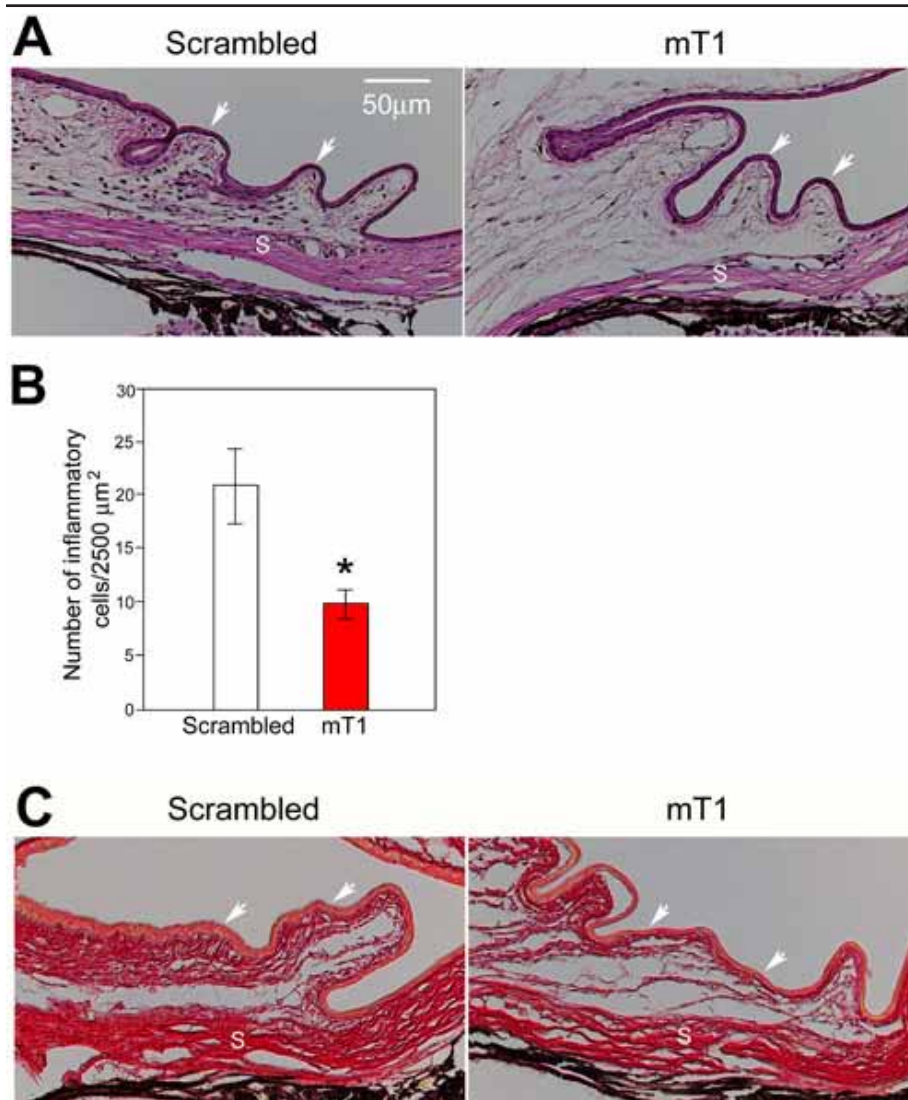 A
Scrambled
mT1
50μm
S
S
B
Number of inflammatory
cells/2500 μm²
30
25
20
15
10
5
0
*
Scrambled
mT1
C
Scrambled
mT1
S
S